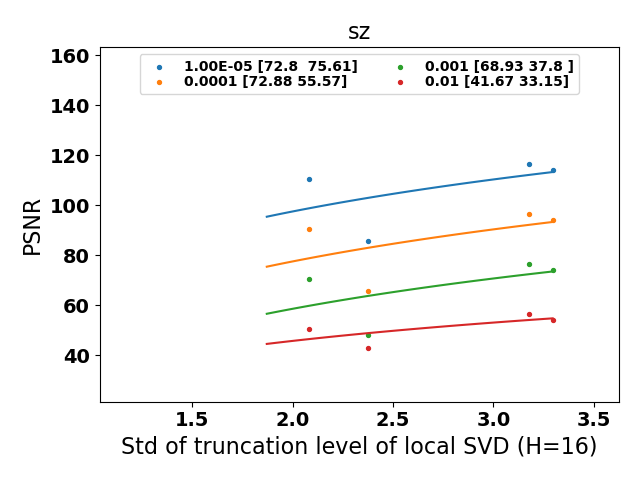 sz
160
140
120
100
80
60
40
PSNR
1.00E-05 [72.8  75.61]
0.0001 [72.88 55.57]
0.001 [68.93 37.8 ]
0.01 [41.67 33.15]
1.5 2.0 2.5 3.0 3.5
Std of truncation level of local SVD (H=16)